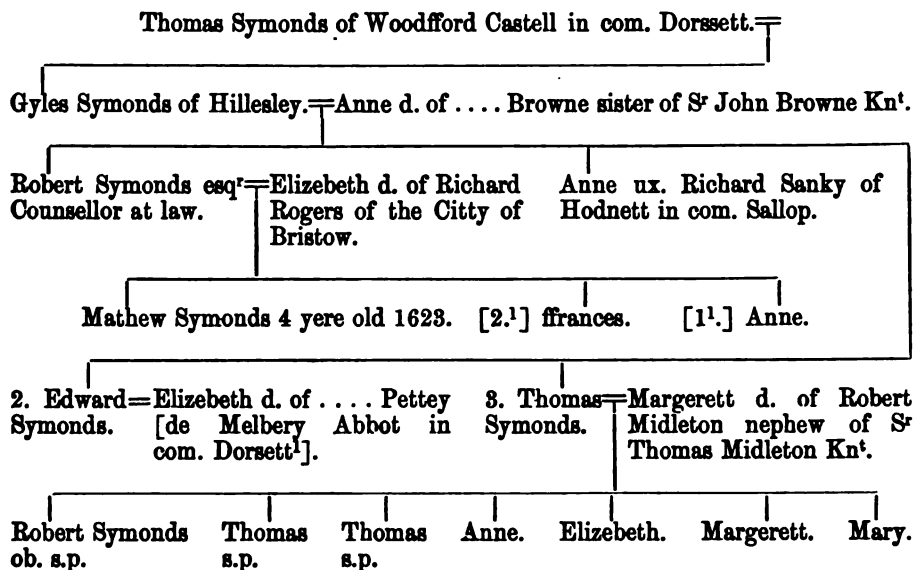 Thomas Symonds of Woodfford Castell in com. Dorssett.=
Gyles Symonds of Hillesley.=Anne d. of .... Browne sister of Sʳ John Browne Knᵗ.
Robert Symonds esqʳ=Elizebeth d. of Richard
Counsellor at law. Rogers of the Citty of
Bristow.
Anne ux. Richard Sanky of
Hodnett in com. Sallop.
Mathew Symonds 4 yere old 1623. [2.¹] ffrances. [1¹.] Anne.
2. Edward=Elizebeth d. of .... Pettey
Symonds. [de Melbery Abbot in
com. Dorsett¹].
3. Thomas=Margerett d. of Robert
Symonds. Midleton nephew of Sʳ
Thomas Midleton Knᵗ.
Robert Symonds
ob. s.p.
Thomas
s.p.
Thomas
s.p.
Anne.
Elizebeth.
Margerett.
Mary.